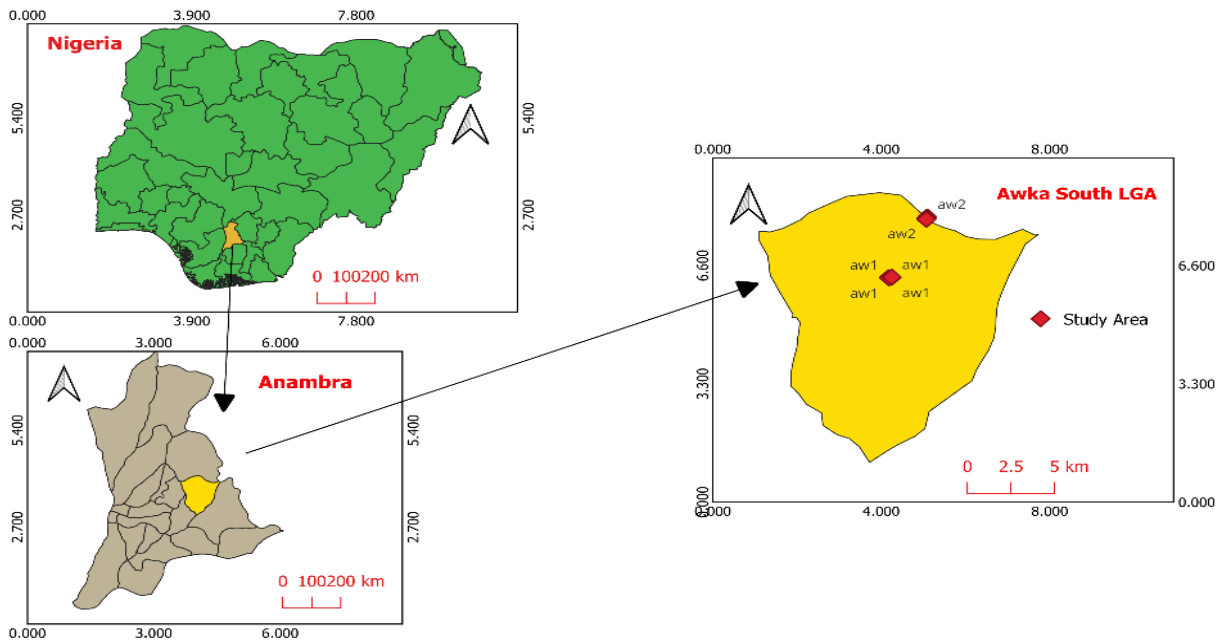 0.000 3.900 7.800
Nigeria
5.400 5.400
2.700 2.700
0 100200 km
0.000 3.900 7.800
0.000 3.000 6.000
Anambra
5.400 5.400
2.700 2.700
0 100200 km
0.000 3.000 6.000
0.000 4.000 8.000
Awka South LGA
aw2
aw2
6.600 6.600
aw1 aw1
aw1 aw1
Study Area
3.300 3.300
0 2.5 5 km
0.000 0.000
0.000 4.000 8.000